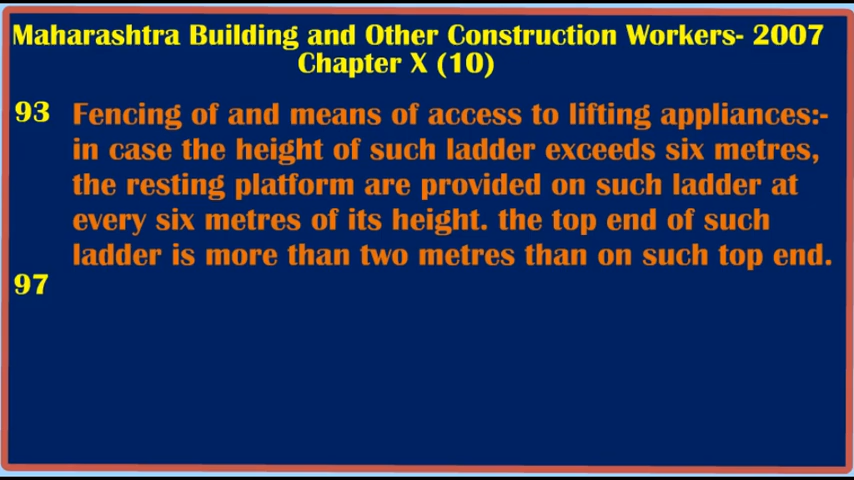 Maharashtra Building and Other Construction Workers- 2007
Chapter X (10)
93 Fencing of and means of access to lifting appliances:-
in case the height of such ladder exceeds six metres,
the resting platform are provided on such ladder at
every six metres of its height. the top end of such
ladder is more than two metres than on such top end.
97